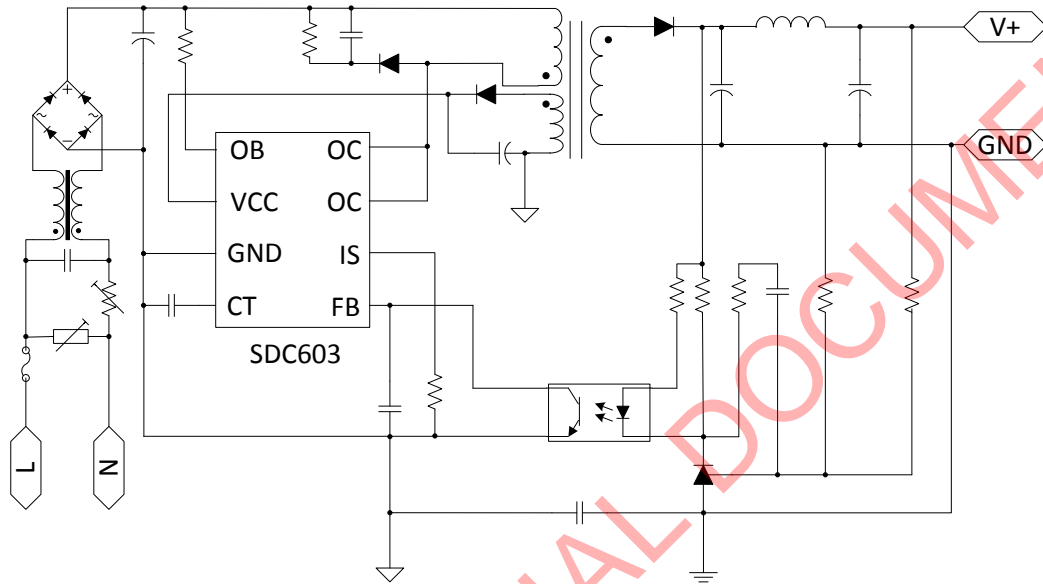 V+
+
~
~
−
GND
OB
OC
VCC
OC
GND
IS
CT
FB
SDC603
L
N
AL DOCUME